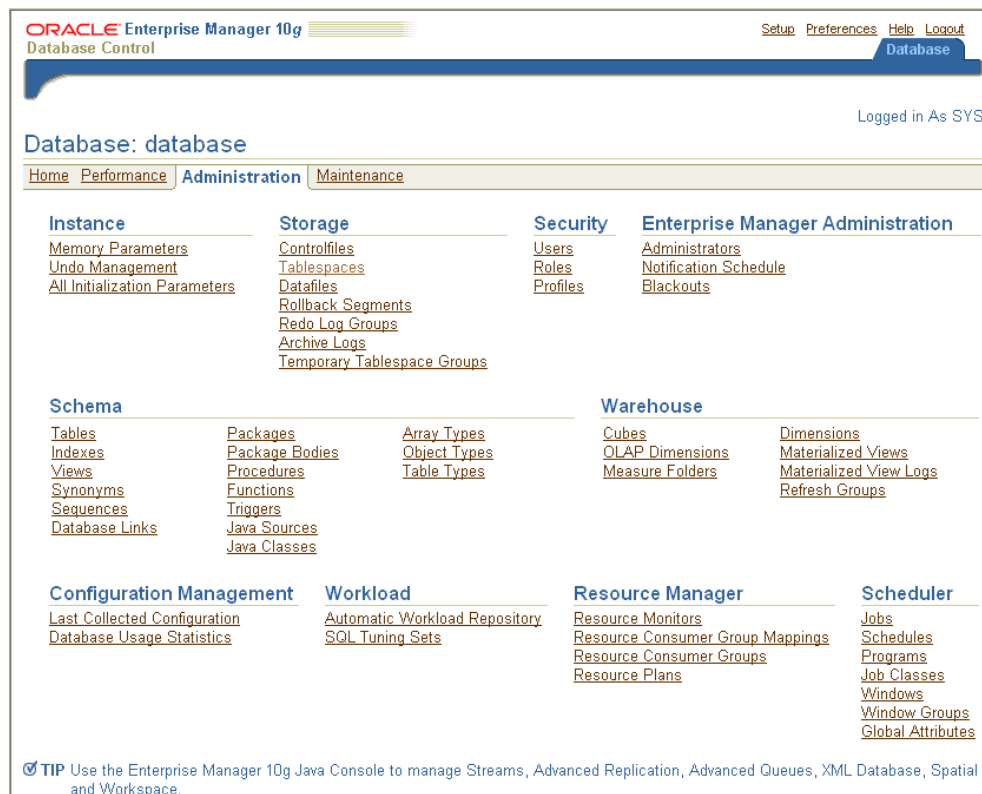 ORACLE Enterprise Manager 10g
Database Control
Setup Preferences Help Logout
Database
Logged in As SYS
Database: database
Home Performance Administration Maintenance
Instance
Memory Parameters
Undo Management
All Initialization Parameters
Storage
Controlfiles
Tablespaces
Datafiles
Rollback Segments
Redo Log Groups
Archive Logs
Temporary Tablespace Groups
Security
Users
Roles
Profiles
Enterprise Manager Administration
Administrators
Notification Schedule
Blackouts
Schema
Tables
Indexes
Views
Synonyms
Sequences
Database Links
Packages
Package Bodies
Procedures
Functions
Triggers
Java Sources
Java Classes
Array Types
Object Types
Table Types
Warehouse
Cubes
OLAP Dimensions
Measure Folders
Dimensions
Materialized Views
Materialized View Logs
Refresh Groups
Configuration Management
Last Collected Configuration
Database Usage Statistics
Workload
Automatic Workload Repository
SQL Tuning Sets
Resource Manager
Resource Monitors
Resource Consumer Group Mappings
Resource Consumer Groups
Resource Plans
Scheduler
Jobs
Schedules
Programs
Job Classes
Windows
Window Groups
Global Attributes
TIP Use the Enterprise Manager 10g Java Console to manage Streams, Advanced Replication, Advanced Queues, XML Database, Spatial
and Workspace.